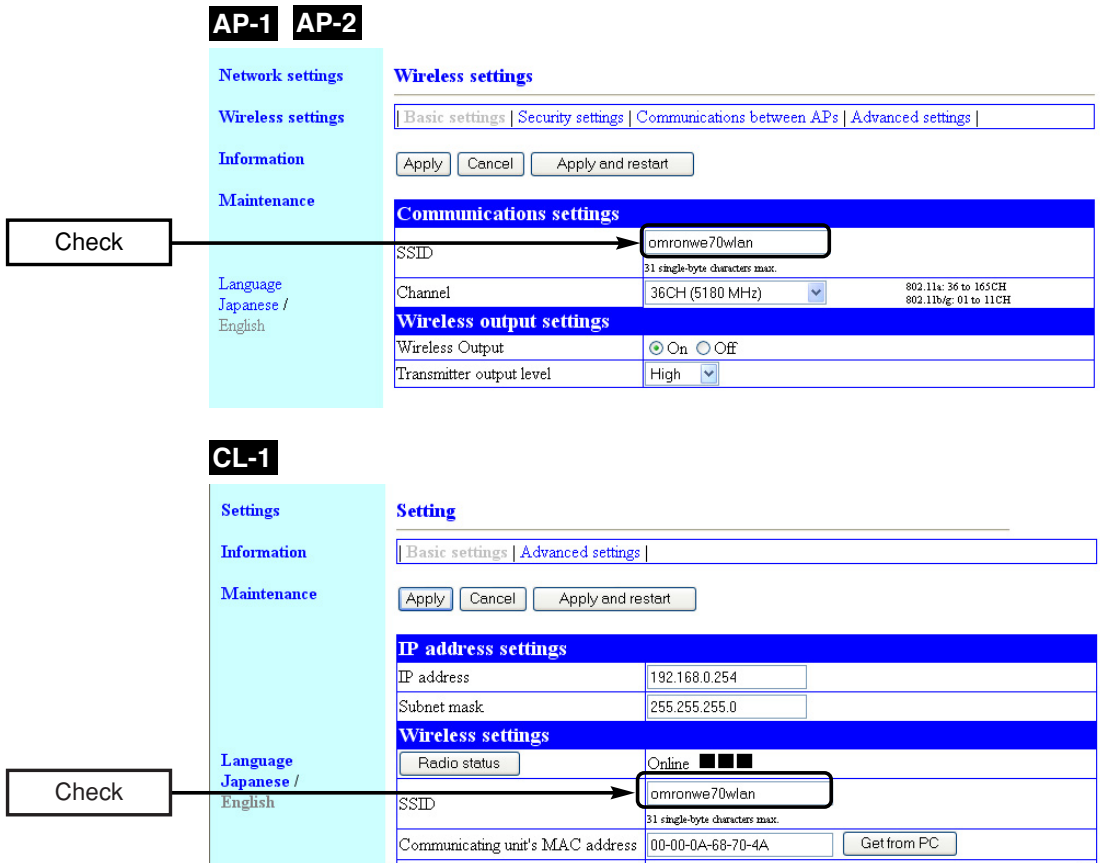 AP-1 AP-2
Network settings
Wireless settings
Information
Maintenance
Language
Japanese /
English
Wireless settings
| Basic settings | Security settings | Communications between APs | Advanced settings |
Apply Cancel Apply and restart
Communications settings
Check
SSID omronwe70wlan
31 single-byte characters max.
Channel 36CH (5180 MHz) 802.11a: 36 to 165CH
802.11b/g: 01 to 11CH
Wireless output settings
Wireless Output On Off
Transmitter output level High
CL-1
Settings
Information
Maintenance
Language
Japanese /
English
Setting
| Basic settings | Advanced settings |
Apply Cancel Apply and restart
IP address settings
IP address 192.168.0.254
Subnet mask 255.255.255.0
Wireless settings
Radio status Online
Check
SSID omronwe70wlan
31 single-byte characters max.
Communicating unit's MAC address 00-00-0A-68-70-4A Get from PC